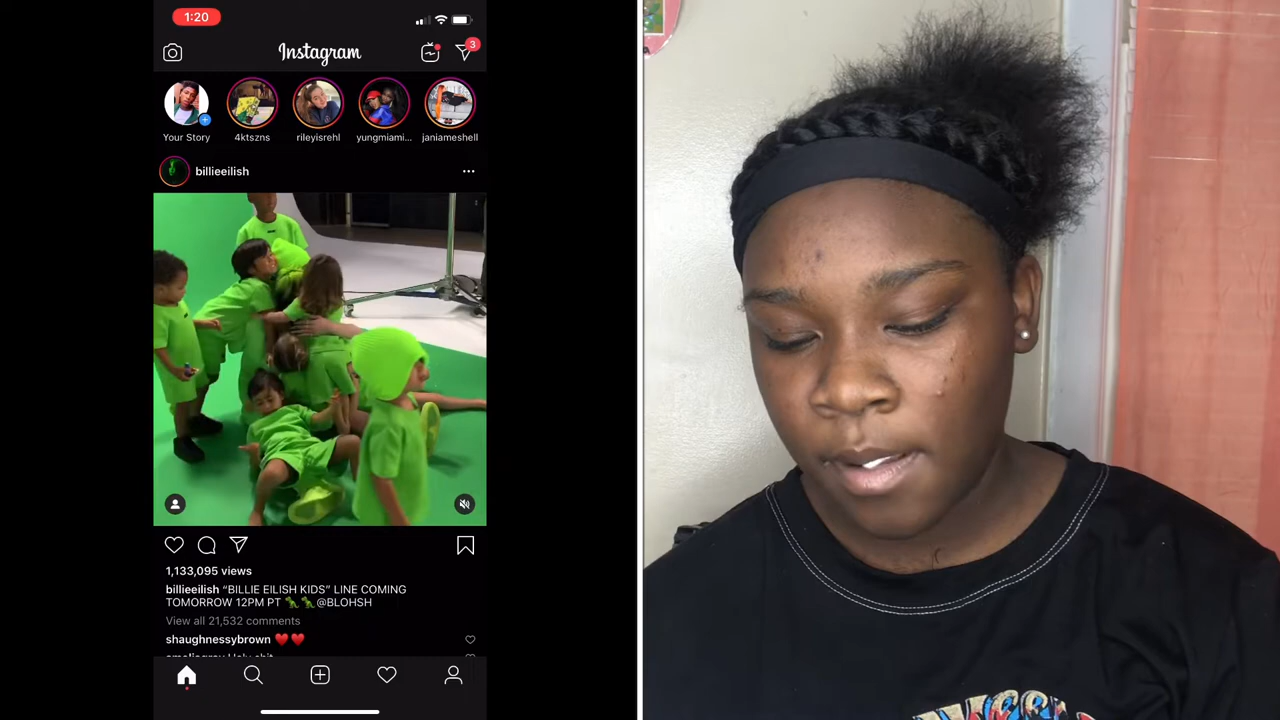 1:20
Instagram
3
Your Story
4ktszns
rileyisrehl
yungmiami...
janiameshell
billieeilish
1,133,095 views
billieeilish “BILLIE EILISH KIDS” LINE COMING
TOMORROW 12PM PT 🦖🦖@BLOHSH
View all 21,532 comments
shaughnessybrown ❤️❤️